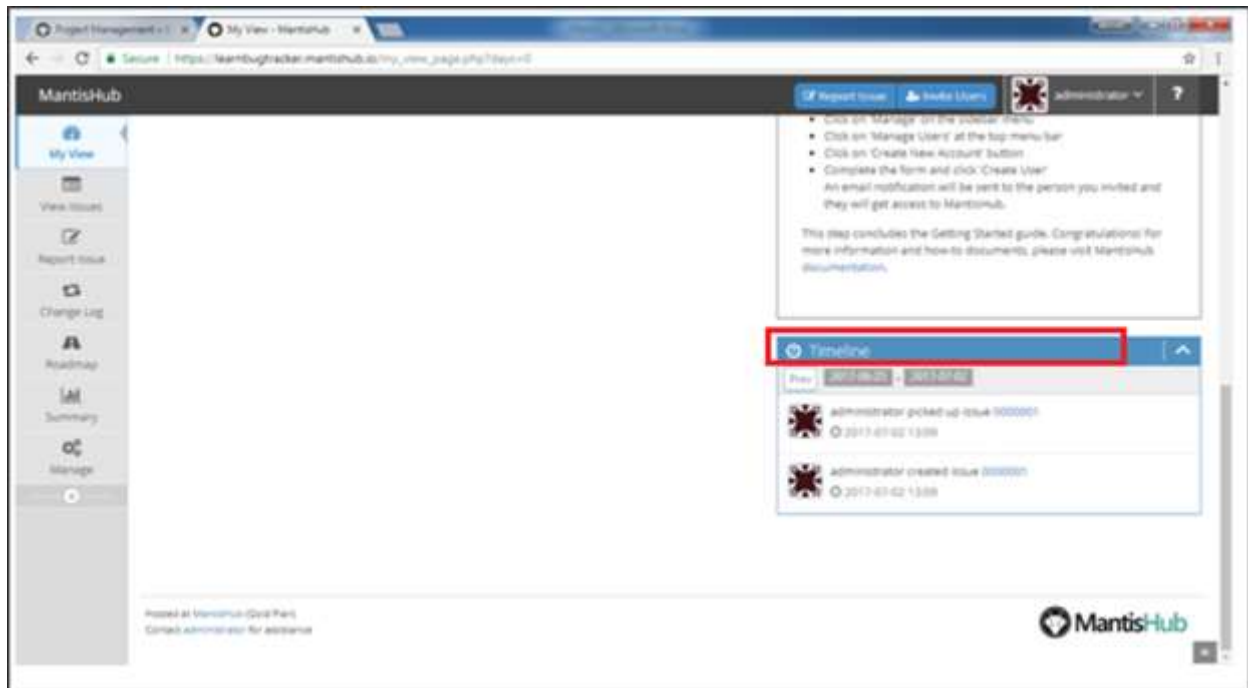 Project Management - 
My View - MantisHub
Secure https://learnbugtracker.mantishub.io/my_view_page.php?days=0
MantisHub
Report Issue
Invite Users
administrator
?
My View
View Issues
Report Issue
Change Log
Roadmap
Summary
Manage
Click on 'Manage' on the sidebar menu
Click on 'Manage Users' at the top menu bar
Click on 'Create New Account' button
Complete the form and click 'Create User'
An email notification will be sent to the person you invited and
they will get access to MantisHub.
This step concludes the Getting Started guide. Congratulations! For
more information and how-to documents, please visit MantisHub
documentation.
Timeline
Prev - 2017-07-02
administrator picked up issue 0000001
2017-07-02 13:09
administrator created issue 0000001
2017-07-02 13:09
Hosted at MantisHub (Gold Plan)
Contact administrator for assistance
MantisHub